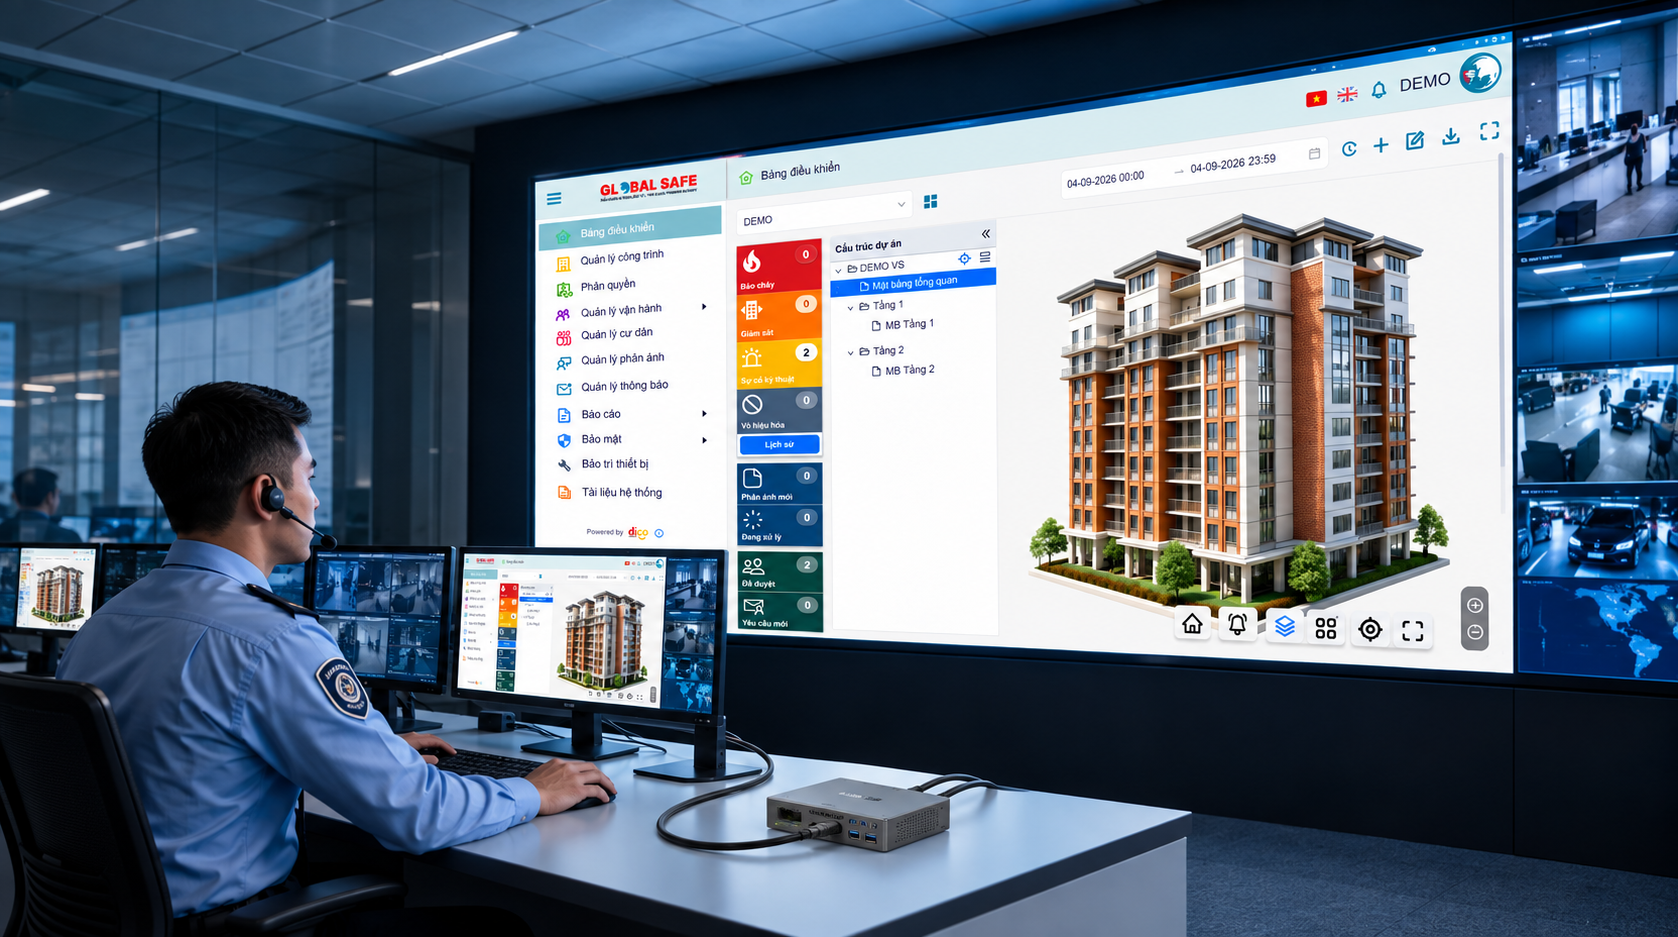 DEMO
GLOBAL SAFE
Bảng điều khiển
04-09-2026 00:00
→
04-09-2026 23:59
DEMO
Bảng điều khiển
Quản lý công trình
Phân quyền
Quản lý vận hành
Quản lý cư dân
Quản lý phản ánh
Quản lý thông báo
Báo cáo
Bảo mật
Bảo trì thiết bị
Tài liệu hệ thống
Powered by dico
0
Báo cháy
0
Giám sát
2
Sự cố kỹ thuật
0
Vô hiệu hóa
Lịch sử
0
Phản ánh mới
0
Đang xử lý
2
Đã duyệt
0
Yêu cầu mới
Cấu trúc dự án
DEMO VS
Mặt bằng tổng quan
Tầng 1
MB Tầng 1
Tầng 2
MB Tầng 2